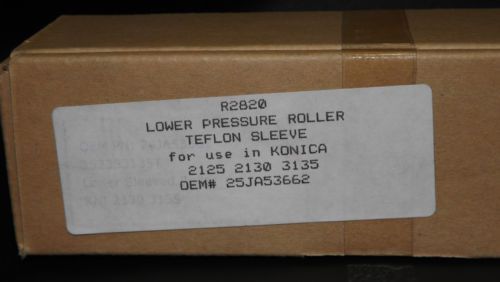 R2820
LOWER PRESSURE ROLLER
TEFLON SLEEVE
for use in KONICA
2125 2130 3135
OEM# 25JA53662